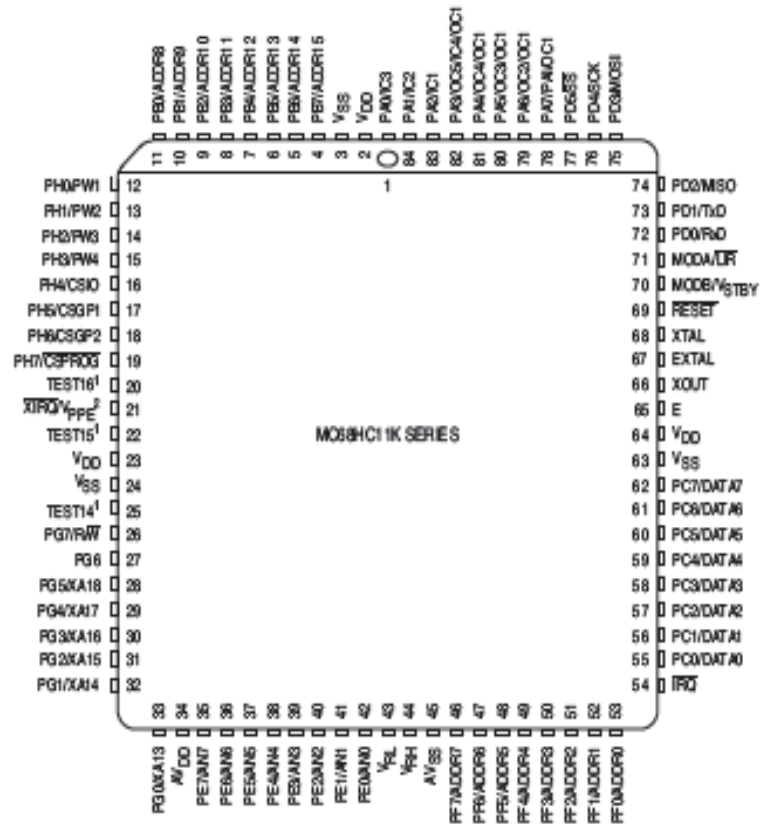 PB0/ADDR8
PB1/ADDR9
PB2/ADDR10
PB3/ADDR11
PB4/ADDR12
PB5/ADDR13
PB6/ADDR14
PB7/ADDR15
VSS
VDD
PA0/IC3
PA1/IC2
PA2/IC1
PA3/OC5/IC4/OC1
PA4/OC4/OC1
PA5/OC3/OC1
PA6/OC2/OC1
PA7/PAI/OC1
PD5/SS
PD4/SCK
PD3/MOSI
11 10 9 8 7 6 5 4 3 2 84 83 82 81 80 79 78 77 76 75
1
PH0/PW1 12
PH1/PW2 13
PH2/PW3 14
PH3/PW4 15
PH4/CSIO 16
PH5/CSGP1 17
PH6/CSGP2 18
PH7/CSPROG 19
TEST16¹ 20
XIRQ/VPPE² 21
TEST15¹ 22
VDD 23
VSS 24
TEST14¹ 25
PG7/R/W 26
PG6 27
PG5/XA18 28
PG4/XA17 29
PG3/XA16 30
PG2/XA15 31
PG1/XA14 32
MC68HC11K SERIES
74 PD2/MISO
73 PD1/TxD
72 PD0/RxD
71 MODA/LIR
70 MODB/VSTBY
69 RESET
68 XTAL
67 EXTAL
66 XOUT
65 E
64 VDD
63 VSS
62 PC7/DATA7
61 PC6/DATA6
60 PC5/DATA5
59 PC4/DATA4
58 PC3/DATA3
57 PC2/DATA2
56 PC1/DATA1
55 PC0/DATA0
54 IRQ
33 34 35 36 37 38 39 40 41 42 43 44 45 46 47 48 49 50 51 52 53
PG0/XA13
AVDD
PE7/AN7
PE6/AN6
PE5/AN5
PE4/AN4
PE3/AN3
PE2/AN2
PE1/AN1
PE0/AN0
VRL
VRH
AVSS
PF7/ADDR7
PF6/ADDR6
PF5/ADDR5
PF4/ADDR4
PF3/ADDR3
PF2/ADDR2
PF1/ADDR1
PF0/ADDR0